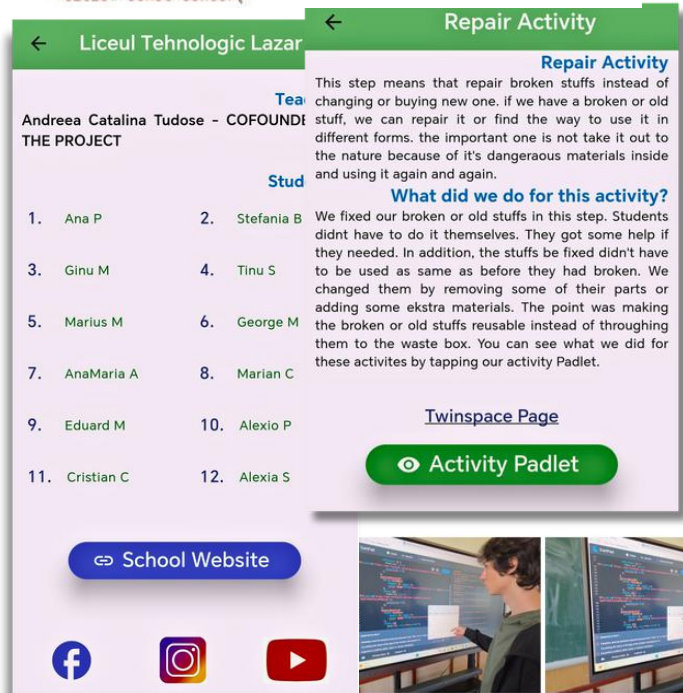 Liceul Tehnologic Lazar
Tea
Andreea Catalina Tudose - COFOUNDE
THE PROJECT
Stud
1. Ana P
2. Stefania B
3. Ginu M
4. Tinu S
5. Marius M
6. George M
7. AnaMaria A
8. Marian C
9. Eduard M
10. Alexio P
11. Cristian C
12. Alexia S
School Website
Repair Activity
Repair Activity
This step means that repair broken stuffs instead of
changing or buying new one. if we have a broken or old
stuff, we can repair it or find the way to use it in
different forms. the important one is not take it out to
the nature because of it's dangeraous materials inside
and using it again and again.
What did we do for this activity?
We fixed our broken or old stuffs in this step. Students
didnt have to do it themselves. They got some help if
they needed. In addition, the stuffs be fixed didn't have
to be used as same as before they had broken. We
changed them by removing some of their parts or
adding some ekstra materials. The point was making
the broken or old stuffs reusable instead of throughing
them to the waste box. You can see what we did for
these activites by tapping our activity Padlet.
Twinspace Page
Activity Padlet